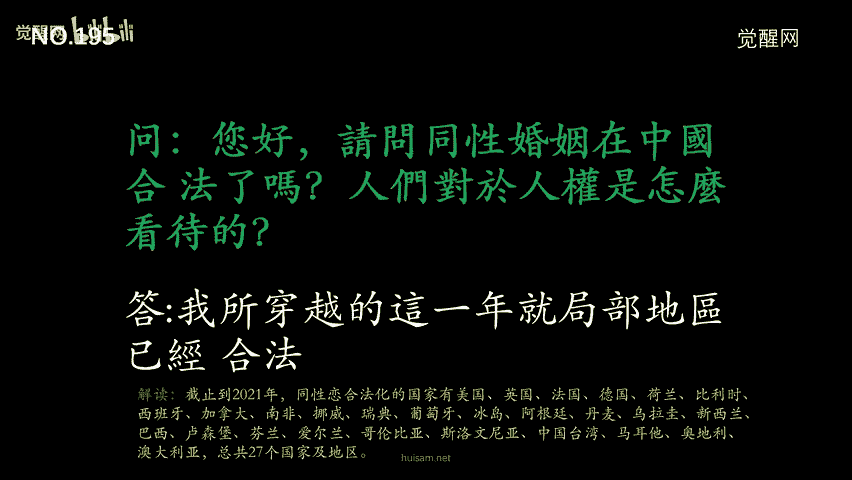 觉醒网 bilibili
NO.195
觉醒网
问： 您好，請問同性婚姻在中國
合 法了嗎？ 人們對於人權是怎麼
看待的？
答:我所穿越的這一年就局部地區
已經 合法
解读：截止到2021年，同性恋合法化的国家有美国、英国、法国、德国、荷兰、比利时、
西班牙、加拿大、南非、挪威、瑞典、葡萄牙、冰岛、阿根廷、丹麦、乌拉圭、新西兰、
巴西、卢森堡、芬兰、爱尔兰、哥伦比亚、斯洛文尼亚、中国台湾、马耳他、奥地利、
澳大利亚，总共27个国家及地区。
huisam.net